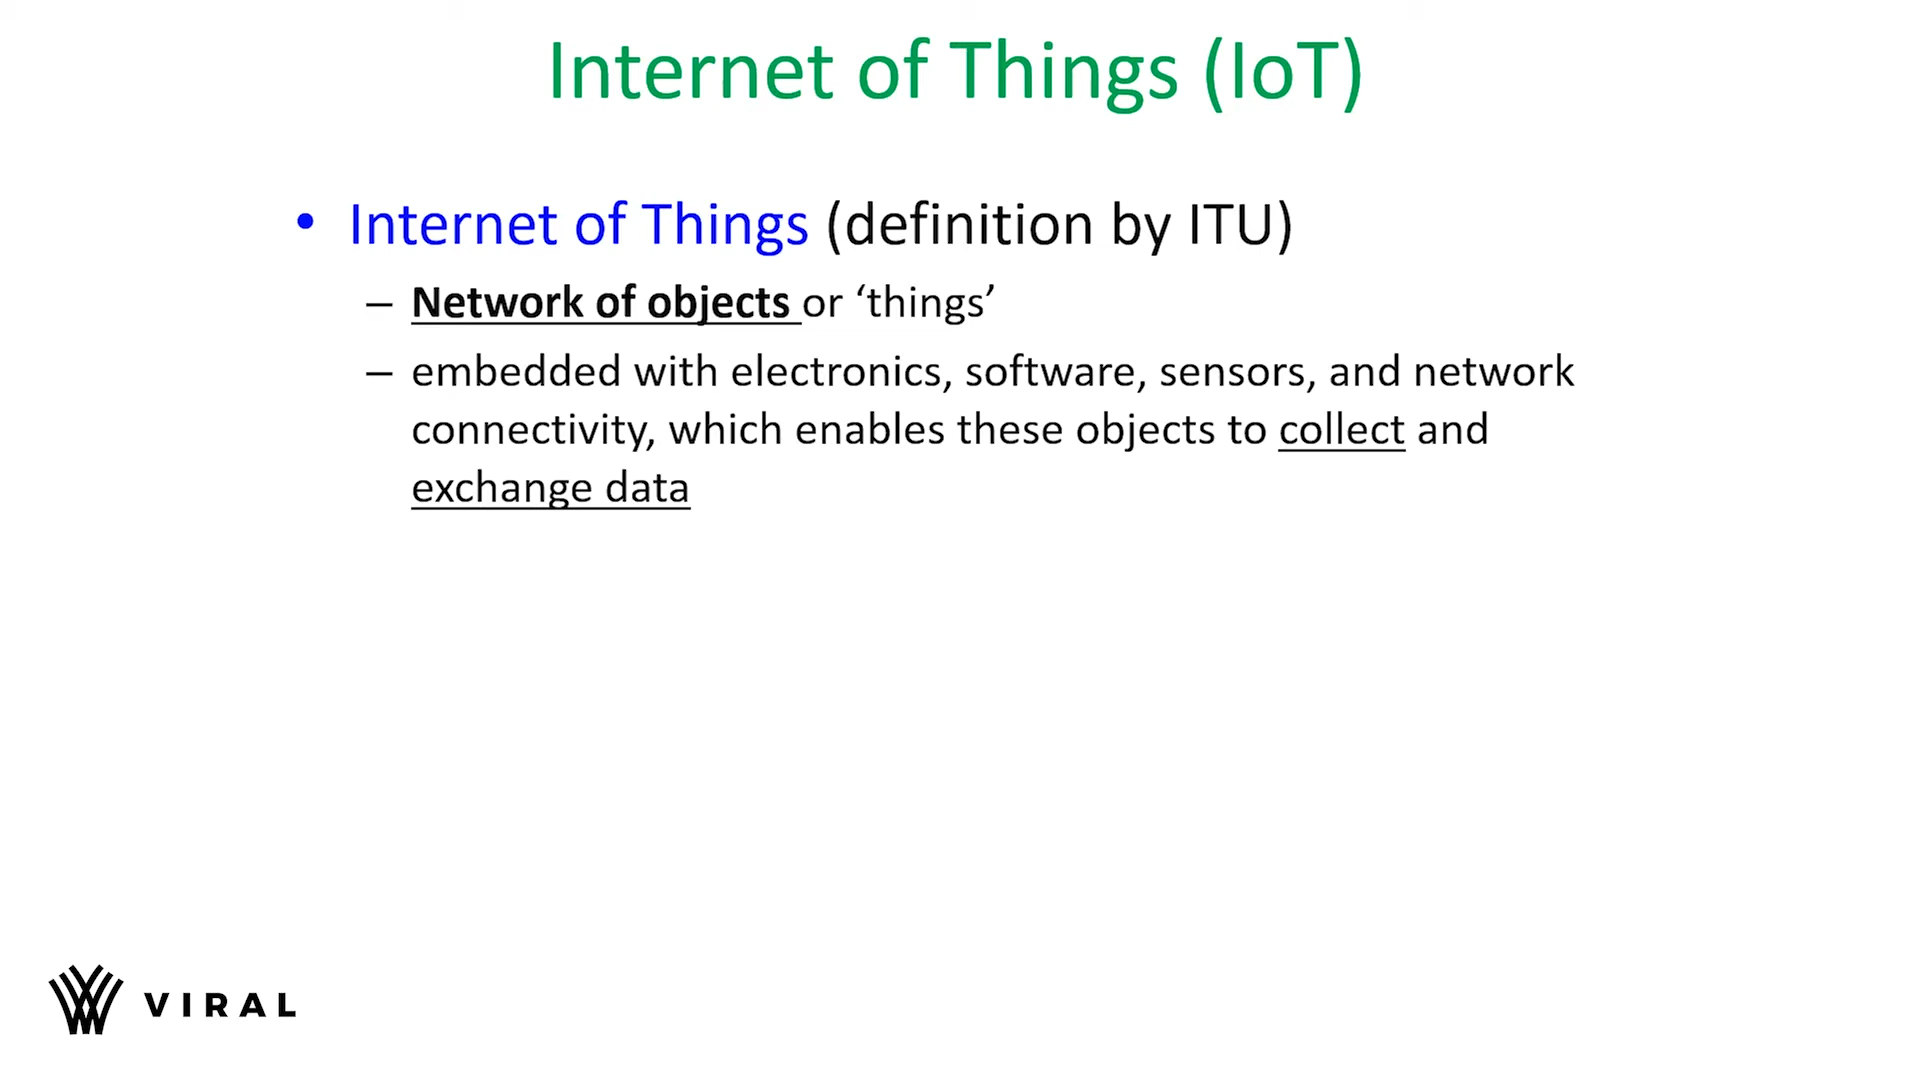 Internet of Things (IoT)
• Internet of Things (definition by ITU)
– Network of objects or ‘things’
– embedded with electronics, software, sensors, and network
connectivity, which enables these objects to collect and
exchange data
VIRAL